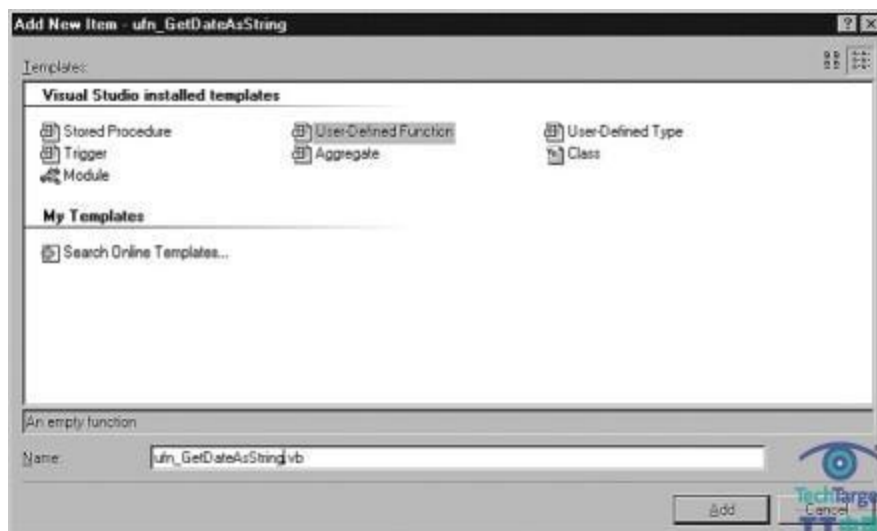 Add New Item - ufn_GetDateAsString
Templates:
Visual Studio installed templates
Stored Procedure
User-Defined Function
User-Defined Type
Trigger
Aggregate
Class
Module
My Templates
Search Online Templates...
An empty function
Name:
ufn_GetDateAsString.vb
Add
Cancel
TechTarge